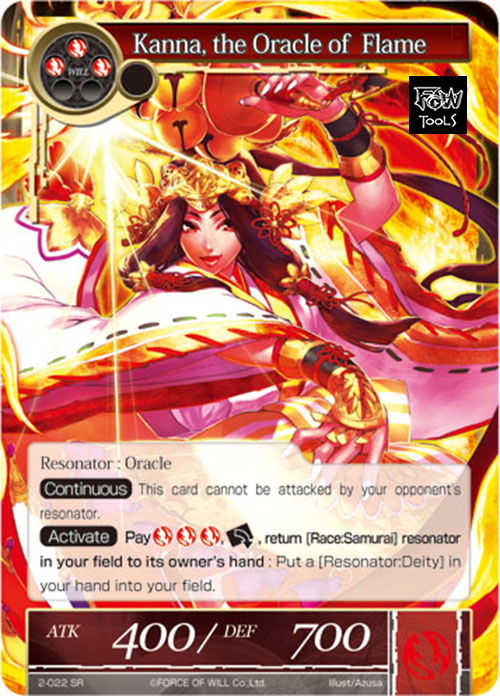 Kanna, the Oracle of Flame
WILL
FOW
TOOLS
Resonator : Oracle
Continuous This card cannot be attacked by your opponent's
resonator.
Activate Pay , , return [Race:Samurai] resonator
in your field to its owner's hand : Put a [Resonator:Deity] in
your hand into your field.
ATK 400/ DEF 700
2-022 SR ©FORCE OF WILL Co.,Ltd. Illust/Azusa